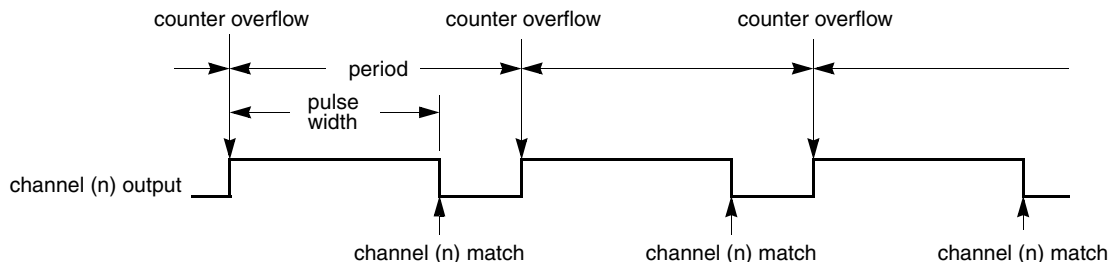 counter overflow counter overflow counter overflow
period
pulse
width
channel (n) output
channel (n) match channel (n) match channel (n) match